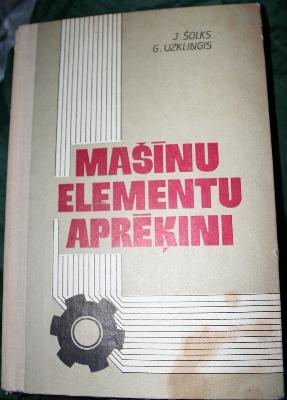 J. ŠOLKS
G. UZKLINGIS
MAŠĪNU
ELEMENTU
APRĒĶINI